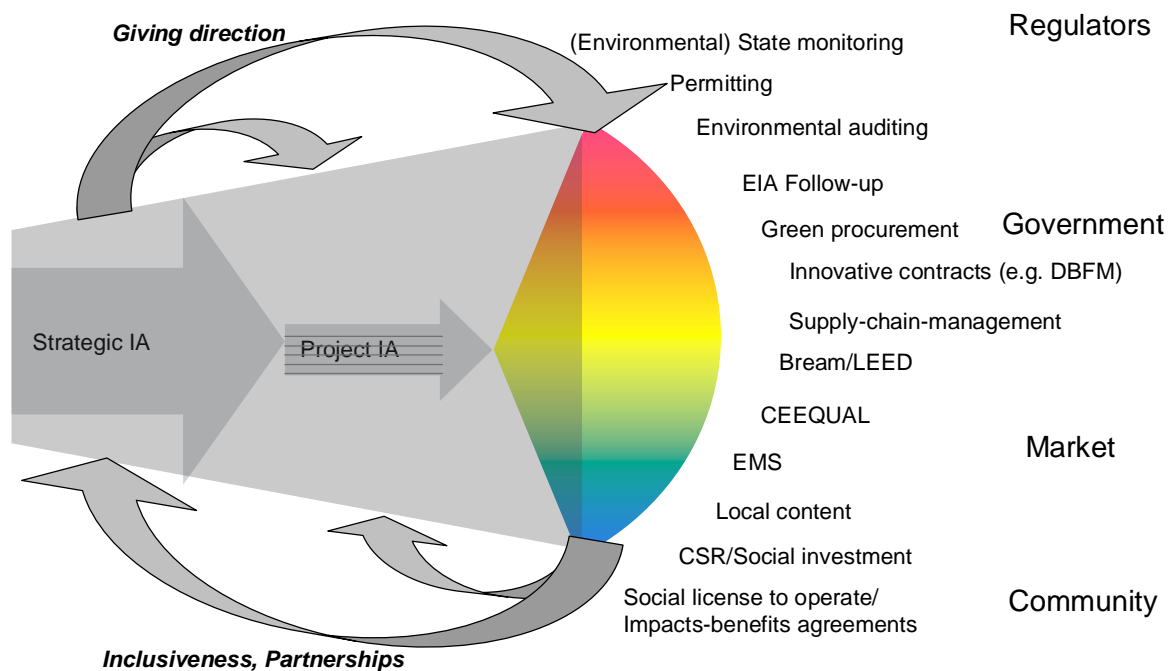 Giving direction
Regulators
(Environmental) State monitoring
Permitting
Environmental auditing
EIA Follow-up
Green procurement
Government
Innovative contracts (e.g. DBFM)
Supply-chain-management
Strategic IA
Project IA
Bream/LEED
CEEQUAL
Market
EMS
Local content
CSR/Social investment
Social license to operate/
Impacts-benefits agreements
Community
Inclusiveness, Partnerships